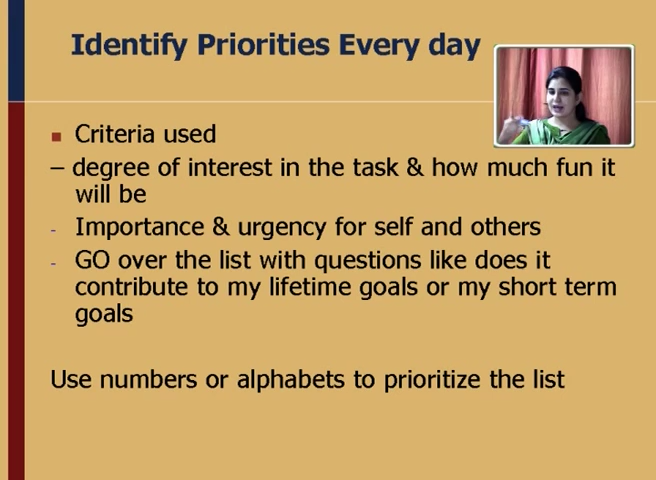 Identify Priorities Every day
Criteria used
– degree of interest in the task & how much fun it
will be
- Importance & urgency for self and others
- GO over the list with questions like does it
contribute to my lifetime goals or my short term
goals
Use numbers or alphabets to prioritize the list